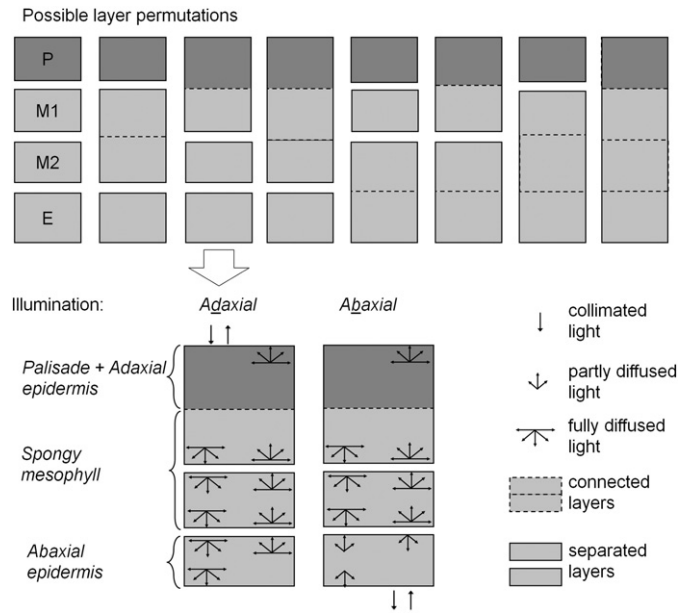 Possible layer permutations
P
M1
M2
E
Illumination:
Adaxial
Abaxial
Palisade + Adaxial
epidermis
Spongy
mesophyll
Abaxial
epidermis
collimated
light
partly diffused
light
fully diffused
light
connected
layers
separated
layers